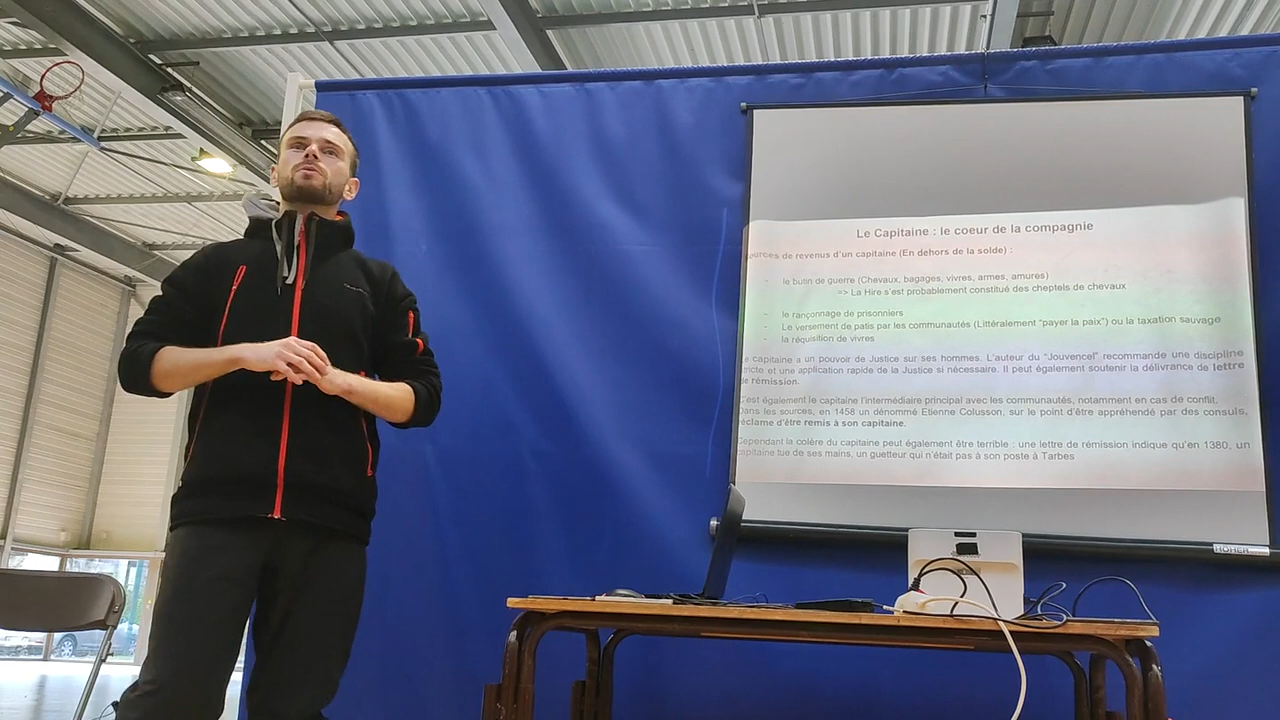 Le Capitaine : le coeur de la compagnie
ources de revenus d'un capitaine (En dehors de la solde) :
- le butin de guerre (Chevaux, bagages, vivres, armes, amures)
=> La Hire s'est probablement constitué des cheptels de chevaux
- le rançonnage de prisonniers
- Le versement de patis par les communautés (Littéralement "payer la paix") ou la taxation sauvage
- la réquisition de vivres
e capitaine a un pouvoir de Justice sur ses hommes. L'auteur du "Jouvencel" recommande une discipline
tricte et une application rapide de la Justice si nécessaire. Il peut également soutenir la délivrance de lettre
de rémission.
C'est également le capitaine l'intermédiaire principal avec les communautés, notamment en cas de conflit.
Dans les sources, en 1458 un dénommé Etienne Colusson, sur le point d'être appréhendé par des consuls,
réclame d'être remis à son capitaine.
Cependant la colère du capitaine peut également être terrible : une lettre de rémission indique qu'en 1380, un
capitaine tue de ses mains, un guetteur qui n'était pas à son poste à Tarbes
HÖHER